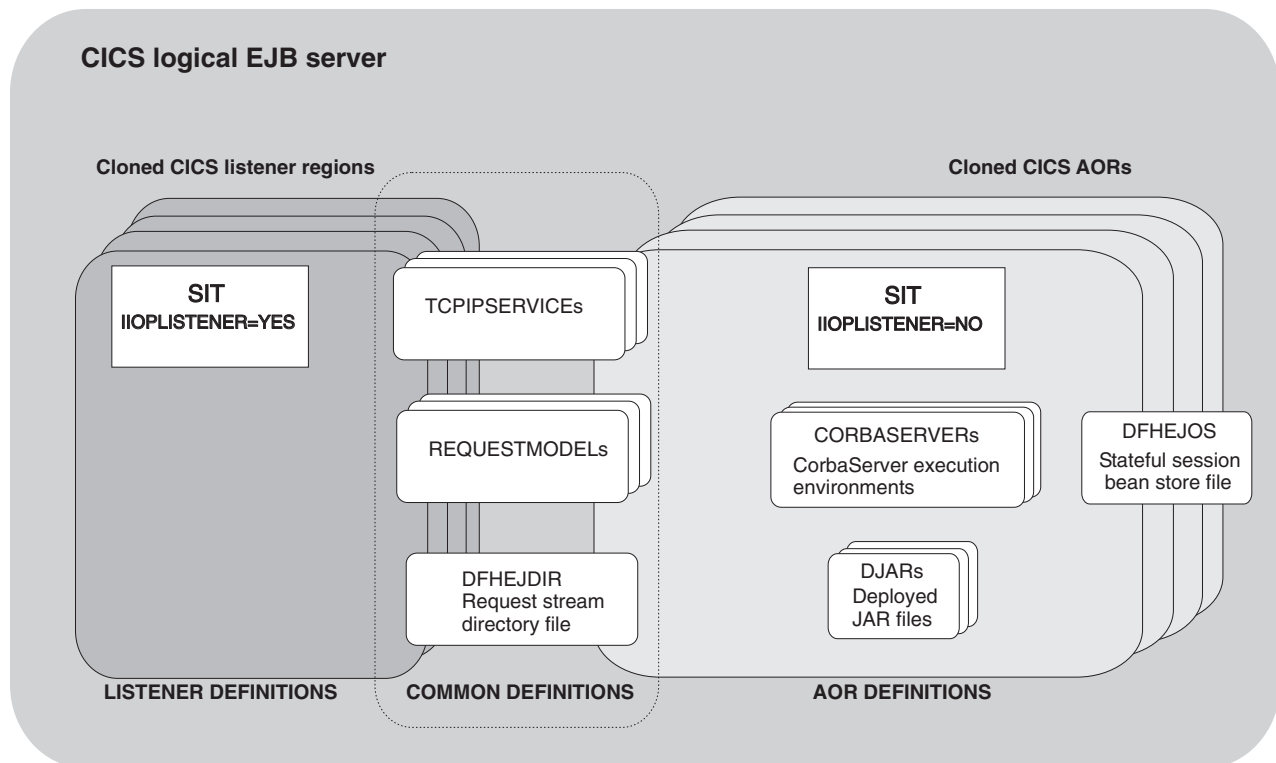 CICS logical EJB server
Cloned CICS listener regions
Cloned CICS AORs
SIT
IIOPLISTENER=YES
TCPIPSERVICEs
SIT
IIOPLISTENER=NO
REQUESTMODELs
CORBASERVERs
CorbaServer execution
environments
DFHEJOS
Stateful session
bean store file
DFHEJDIR
Request stream
directory file
DJARs
Deployed
JAR files
LISTENER DEFINITIONS
COMMON DEFINITIONS
AOR DEFINITIONS